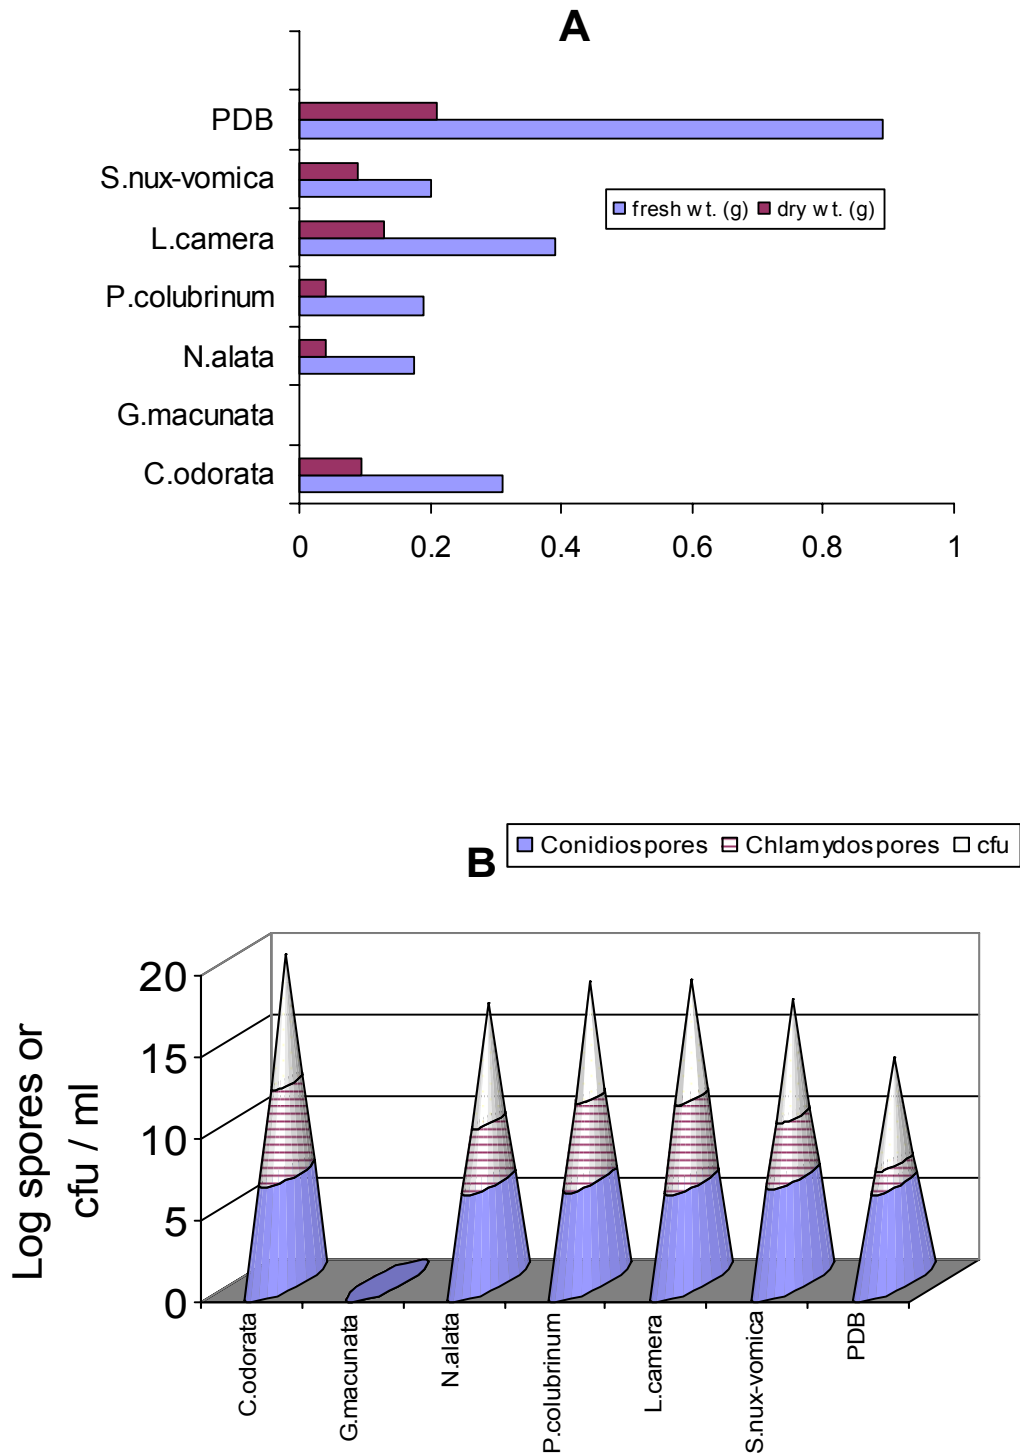 A
PDB
S.nux-vomica
L.camera
P.colubrinum
N.alata
G.macunata
C.odorata
fresh wt. (g) dry wt. (g)
0 0.2 0.4 0.6 0.8 1
B
Conidiospores Chlamydospores cfu
Log spores or
cfu / ml
20
15
10
5
0
C.odorata
G.macunata
N.alata
P.colubrinum
L.camera
S.nux-vomica
PDB